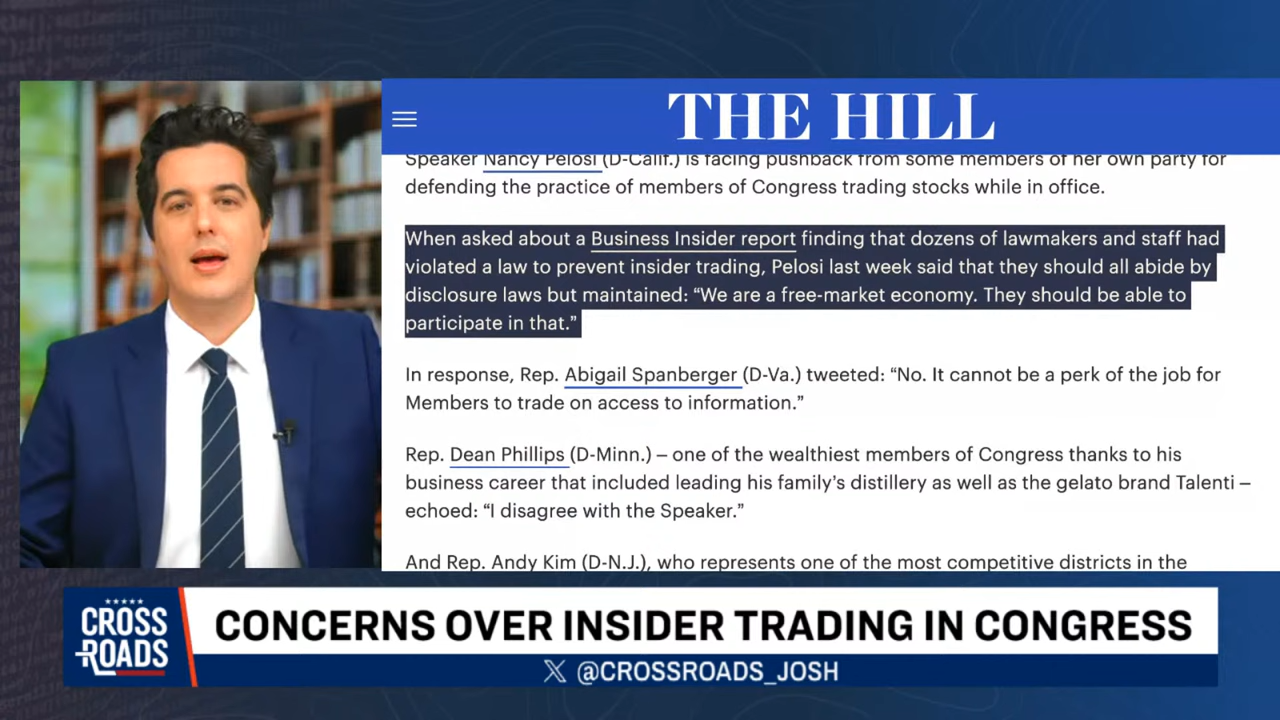 THE HILL
Speaker Nancy Pelosi (D-Calif.) is facing pushback from some members of her own party for
defending the practice of members of Congress trading stocks while in office.
When asked about a Business Insider report finding that dozens of lawmakers and staff had
violated a law to prevent insider trading, Pelosi last week said that they should all abide by
disclosure laws but maintained: “We are a free-market economy. They should be able to
participate in that.”
In response, Rep. Abigail Spanberger (D-Va.) tweeted: “No. It cannot be a perk of the job for
Members to trade on access to information.”
Rep. Dean Phillips (D-Minn.) – one of the wealthiest members of Congress thanks to his
business career that included leading his family’s distillery as well as the gelato brand Talenti –
echoed: “I disagree with the Speaker.”
And Rep. Andy Kim (D-N.J.), who represents one of the most competitive districts in the
CROSS
ROADS
CONCERNS OVER INSIDER TRADING IN CONGRESS
X @CROSSROADS_JOSH